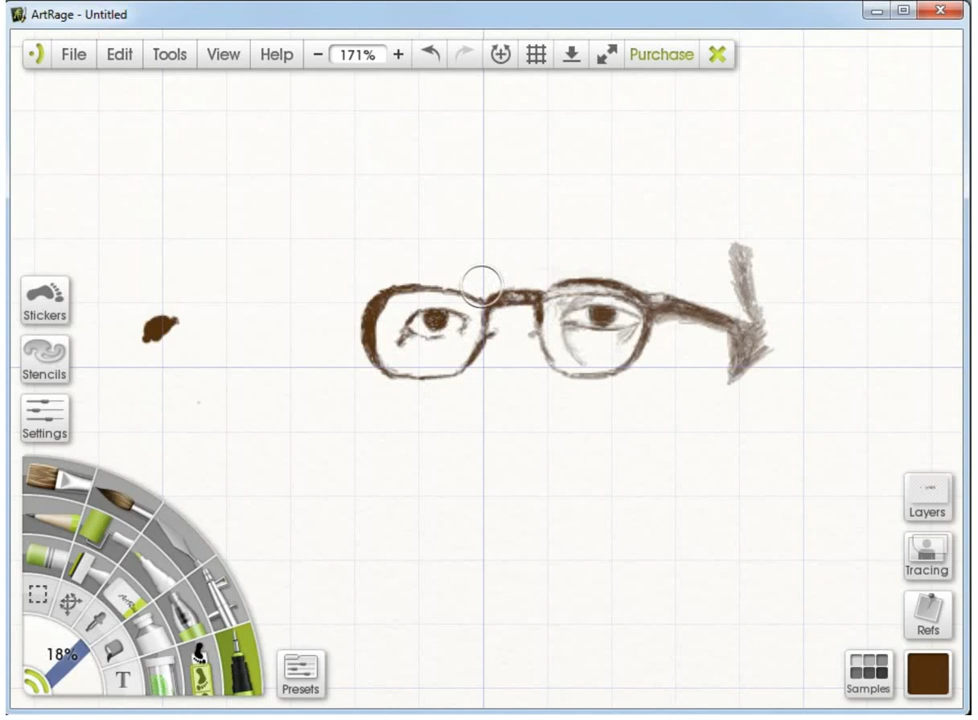 ArtRage - Untitled
File Edit Tools View Help − 171% + Purchase
Stickers
Stencils
Settings
Layers
Tracing
Refs
18%
T
Presets
Samples